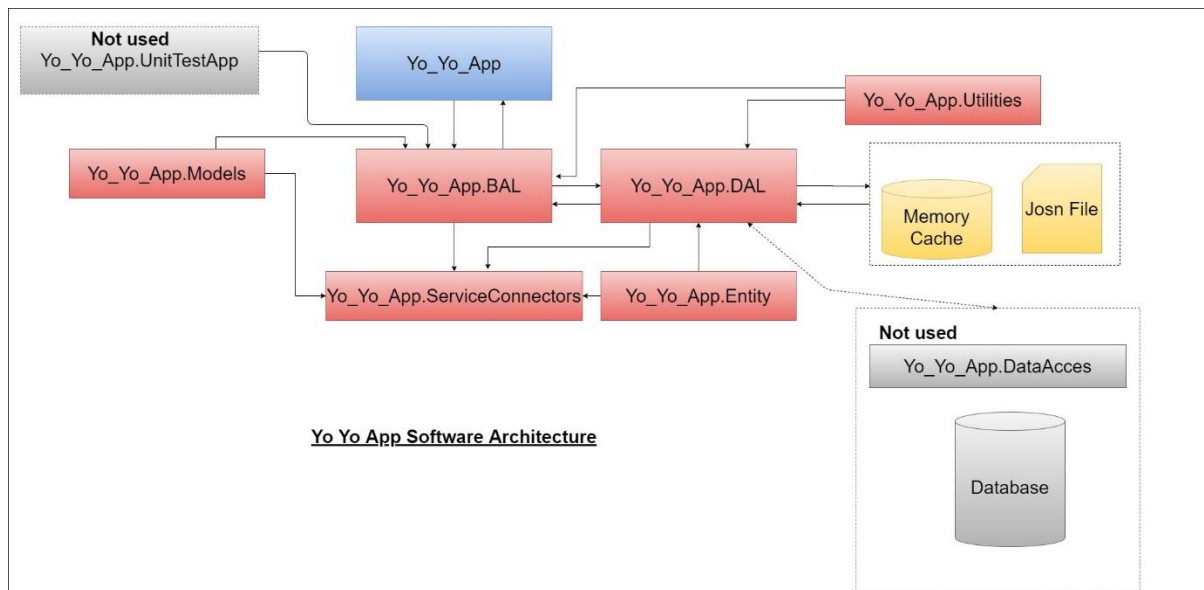 Not used
Yo_Yo_App.UnitTestApp
Yo_Yo_App
Yo_Yo_App.Utilities
Yo_Yo_App.Models
Yo_Yo_App.BAL
Yo_Yo_App.DAL
Memory
Cache
Josn File
Yo_Yo_App.ServiceConnectors
Yo_Yo_App.Entity
Not used
Yo_Yo_App.DataAcces
Yo Yo App Software Architecture
Database